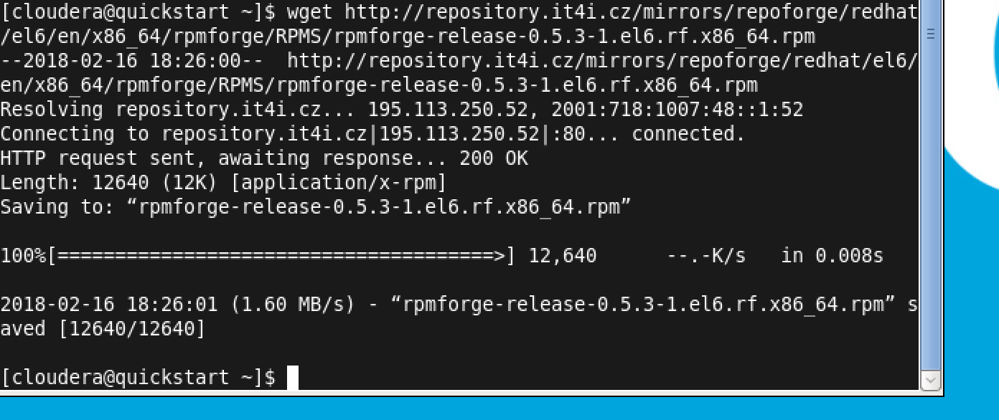 [cloudera@quickstart ~]$ wget http://repository.it4i.cz/mirrors/repoforge/redhat
/el6/en/x86_64/rpmforge/RPMS/rpmforge-release-0.5.3-1.el6.rf.x86_64.rpm
--2018-02-16 18:26:00--  http://repository.it4i.cz/mirrors/repoforge/redhat/el6/
en/x86_64/rpmforge/RPMS/rpmforge-release-0.5.3-1.el6.rf.x86_64.rpm
Resolving repository.it4i.cz... 195.113.250.52, 2001:718:1007:48::1:52
Connecting to repository.it4i.cz|195.113.250.52|:80... connected.
HTTP request sent, awaiting response... 200 OK
Length: 12640 (12K) [application/x-rpm]
Saving to: “rpmforge-release-0.5.3-1.el6.rf.x86_64.rpm”
100%[======================================>] 12,640      --.-K/s   in 0.008s
2018-02-16 18:26:01 (1.60 MB/s) - “rpmforge-release-0.5.3-1.el6.rf.x86_64.rpm” s
aved [12640/12640]
[cloudera@quickstart ~]$